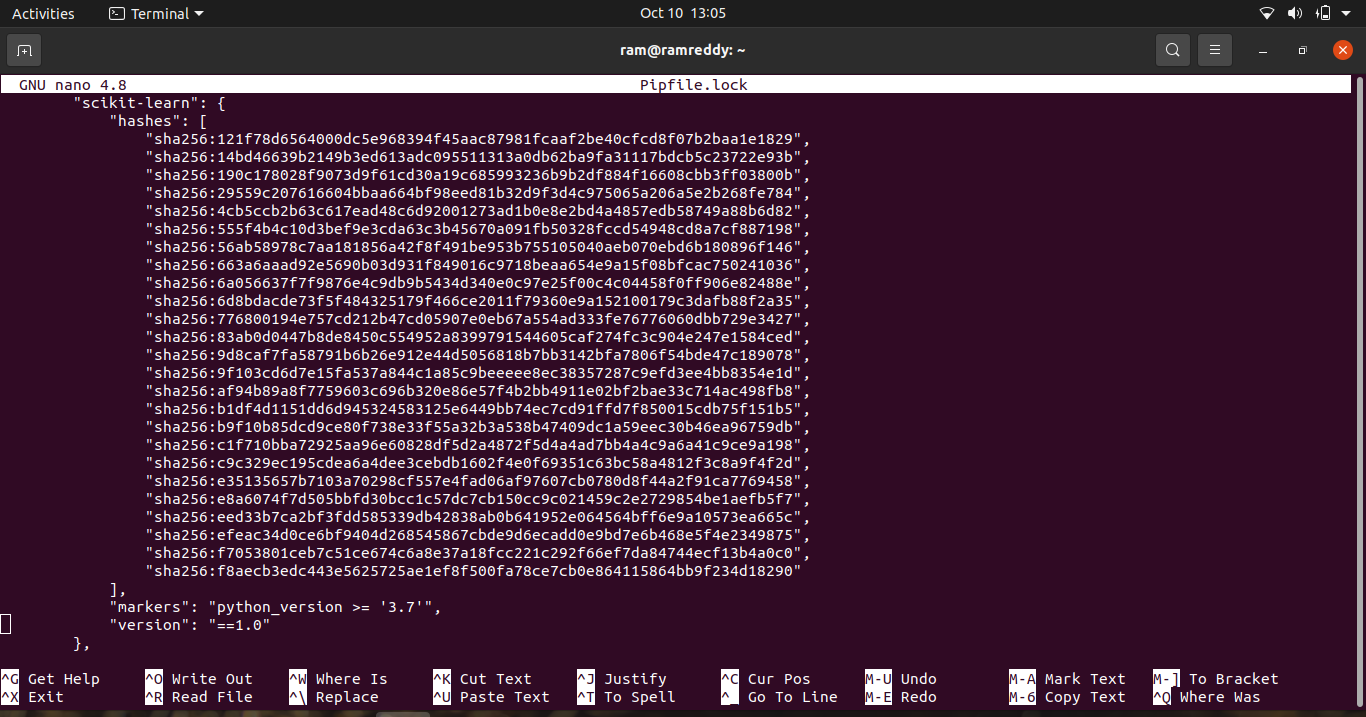 Activities Terminal Oct 10 13:05
ram@ramreddy: ~
GNU nano 4.8 Pipfile.lock
"scikit-learn": {
"hashes": [
"sha256:121f78d6564000dc5e968394f45aac87981fcaaf2be40cfcd8f07b2baa1e1829",
"sha256:14bd46639b2149b3ed613adc095511313a0db62ba9fa31117bdcb5c23722e93b",
"sha256:190c178028f9073d9f61cd30a19c685993236b9b2df884f16608cbb3ff03800b",
"sha256:29559c207616604bbaa664bf98eed81b32d9f3d4c975065a206a5e2b268fe784",
"sha256:4cb5ccb2b63c617ead48c6d92001273ad1b0e8e2bd4a4857edb58749a88b6d82",
"sha256:555f4b4c10d3bef9e3cda63c3b45670a091fb50328fccd54948cd8a7cf887198",
"sha256:56ab58978c7aa181856a42f8f491be953b755105040aeb070ebd6b180896f146",
"sha256:663a6aaad92e5690b03d931f849016c9718beaa654e9a15f08bfcac750241036",
"sha256:6a056637f7f9876e4c9db9b5434d340e0c97e25f00c4c04458f0ff906e82488e",
"sha256:6d8bdacde73f5f484325179f466ce2011f79360e9a152100179c3dafb88f2a35",
"sha256:776800194e757cd212b47cd05907e0eb67a554ad333fe76776060dbb729e3427",
"sha256:83ab0d0447b8de8450c554952a8399791544605caf274fc3c904e247e1584ced",
"sha256:9d8caf7fa58791b6b26e912e44d5056818b7bb3142bfa7806f54bde47c189078",
"sha256:9f103cd6d7e15fa537a844c1a85c9beeeee8ec38357287c9efd3ee4bb8354e1d",
"sha256:af94b89a8f7759603c696b320e86e57f4b2bb4911e02bf2bae33c714ac498fb8",
"sha256:b1df4d1151dd6d945324583125e6449bb74ec7cd91ffd7f850015cdb75f151b5",
"sha256:b9f10b85dcd9ce80f738e33f55a32b3a538b47409dc1a59eec30b46ea96759db",
"sha256:c1f710bba72925aa96e60828df5d2a4872f5d4a4ad7bb4a4c9a6a41c9ce9a198",
"sha256:c9c329ec195cdea6a4dee3cebdb1602f4e0f69351c63bc58a4812f3c8a9f4f2d",
"sha256:e35135657b7103a70298cf557e4fad06af97607cb0780d8f44a2f91ca7769458",
"sha256:e8a6074f7d505bbfd30bcc1c57dc7cb150cc9c021459c2e2729854be1aefb5f7",
"sha256:eed33b7ca2bf3fdd585339db42838ab0b641952e064564bff6e9a10573ea665c",
"sha256:efeac34d0ce6bf9404d268545867cbde9d6ecadd0e9bd7e6b468e5f4e2349875",
"sha256:f7053801ceb7c51ce674c6a8e37a18fcc221c292f66ef7da84744ecf13b4a0c0",
"sha256:f8aecb3edc443e5625725ae1ef8f500fa78ce7cb0e864115864bb9f234d18290"
],
"markers": "python_version >= '3.7'",
"version": "==1.0"
},
^G Get Help ^O Write Out ^W Where Is ^K Cut Text ^J Justify ^C Cur Pos M-U Undo M-A Mark Text M-] To Bracket
^X Exit ^R Read File ^\ Replace ^U Paste Text ^T To Spell ^_ Go To Line M-E Redo M-6 Copy Text ^Q Where Was